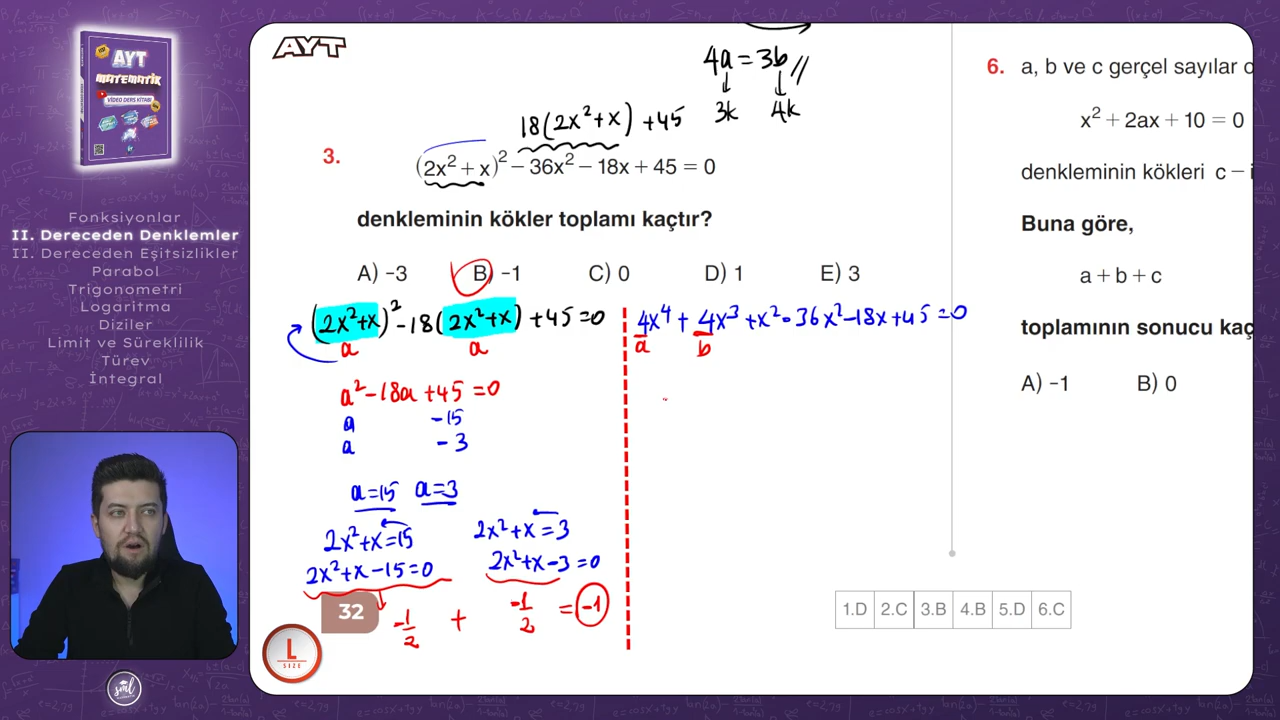 AYT
MATEMATİK
VİDEO DERS KİTABI
Fonksiyonlar
II. Dereceden Denklemler
II. Dereceden Eşitsizlikler
Parabol
Trigonometri
Logaritma
Diziler
Limit ve Süreklilik
Türev
İntegral
sml
AYT
4a = 3b //
3k 4k
18(2x² + x) + 45
3. (2x² + x)² − 36x² − 18x + 45 = 0
denkleminin kökler toplamı kaçtır?
A) −3 B) −1 C) 0 D) 1 E) 3
(2x²+x)² − 18(2x²+x) + 45 = 0
a a
a² − 18a + 45 = 0
a −15
a −3
a = 15 a = 3
2x² + x = 15 2x² + x = 3
2x² + x − 15 = 0 2x² + x − 3 = 0
−1/2 + −1/2 = −1
4x⁴ + 4x³ + x² − 36x² − 18x + 45 = 0
a b
32
L
SIZE
1.D 2.C 3.B 4.B 5.D 6.C
6. a, b ve c gerçel sayılar
x² + 2ax + 10 = 0
denkleminin kökleri c − i
Buna göre,
a + b + c
toplamının sonucu kaç
A) −1 B) 0